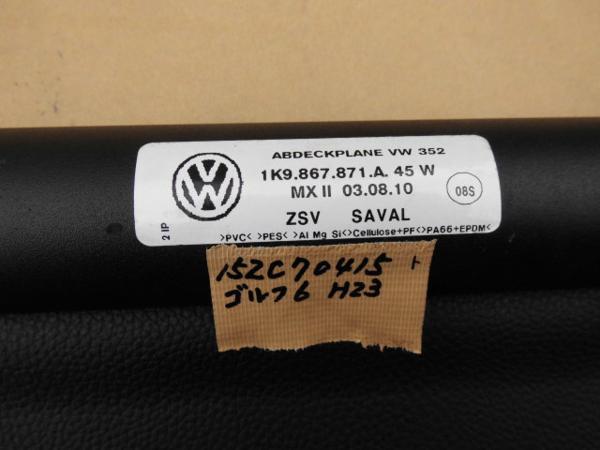 ABDECKPLANE VW 352
1K9.867.871.A. 45 W
MX II 03.08.10
08S
ZSV SAVAL
2 IP
>PVC< >PES< >Al Mg Si<>Cellulose+PF<>PA66+EPDM<
15ZC70415 ト
ゴルフ6 H23